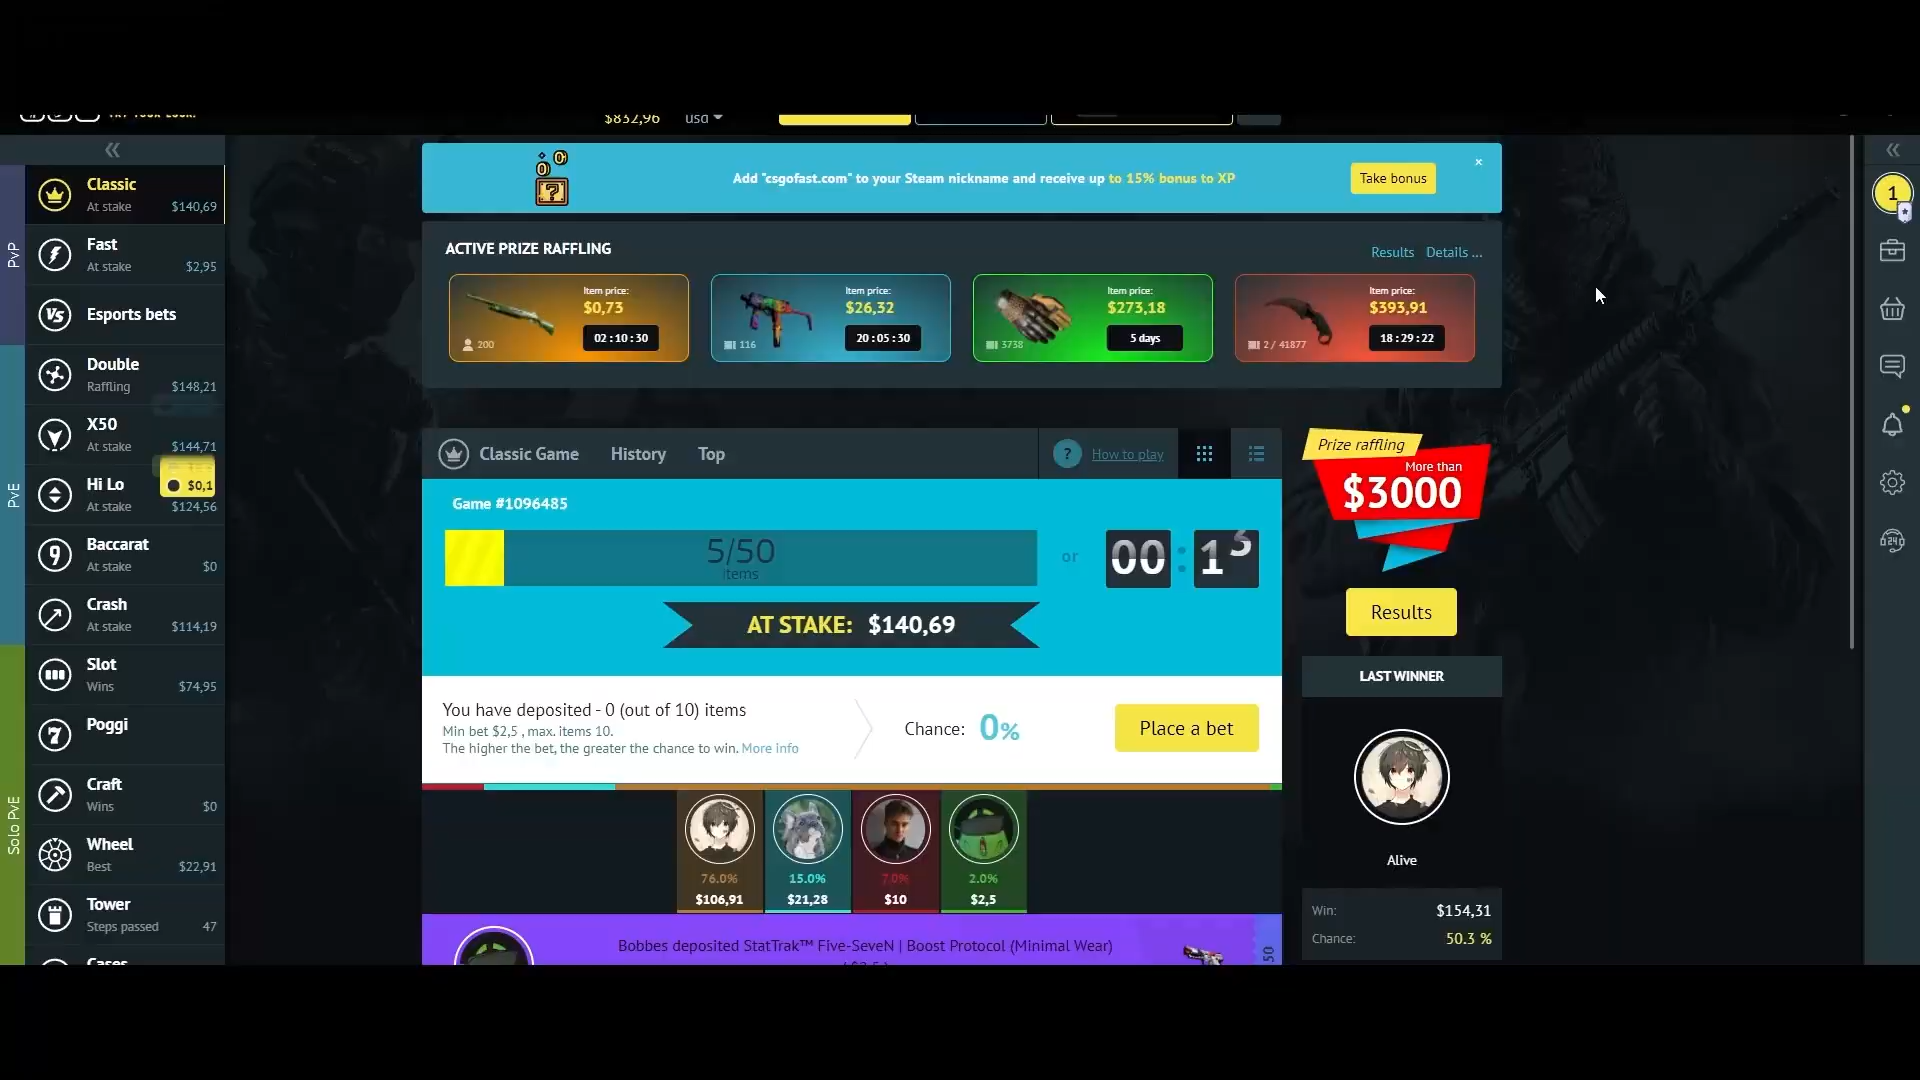 $832,96 usd
Add "csgofast.com" to your Steam nickname and receive up to 15% bonus to XP
Take bonus
×
PvP
Classic
At stake $140,69
Fast
At stake $2,95
Esports bets
PvE
Double
Raffling $148,21
X50
At stake $144,71
Hi Lo
$0,1
At stake $124,56
Baccarat
At stake $0
Crash
At stake $114,19
Solo PvE
Slot
Wins $74,95
Poggi
Craft
Wins $0
Wheel
Best $22,91
Tower
Steps passed 47
Cases
ACTIVE PRIZE RAFFLING
Results Details ...
Item price:
$0,73
200
02:10:30
Item price:
$26,32
116
20:05:30
Item price:
$273,18
3738
5 days
Item price:
$393,91
2 / 41877
18:29:22
Classic Game History Top
? How to play
Game #1096485
5/50
items
or
00:13
AT STAKE: $140,69
You have deposited - 0 (out of 10) items
Min bet $2,5 , max. items 10.
The higher the bet, the greater the chance to win. More info
Chance: 0%
Place a bet
76.0%
$106,91
15.0%
$21,28
7.0%
$10
2.0%
$2,5
Bobbes deposited StatTrak™ Five-SeveN | Boost Protocol (Minimal Wear)
50
Prize raffling
More than
$3000
Results
LAST WINNER
Alive
Win: $154,31
Chance: 50.3 %
1
24